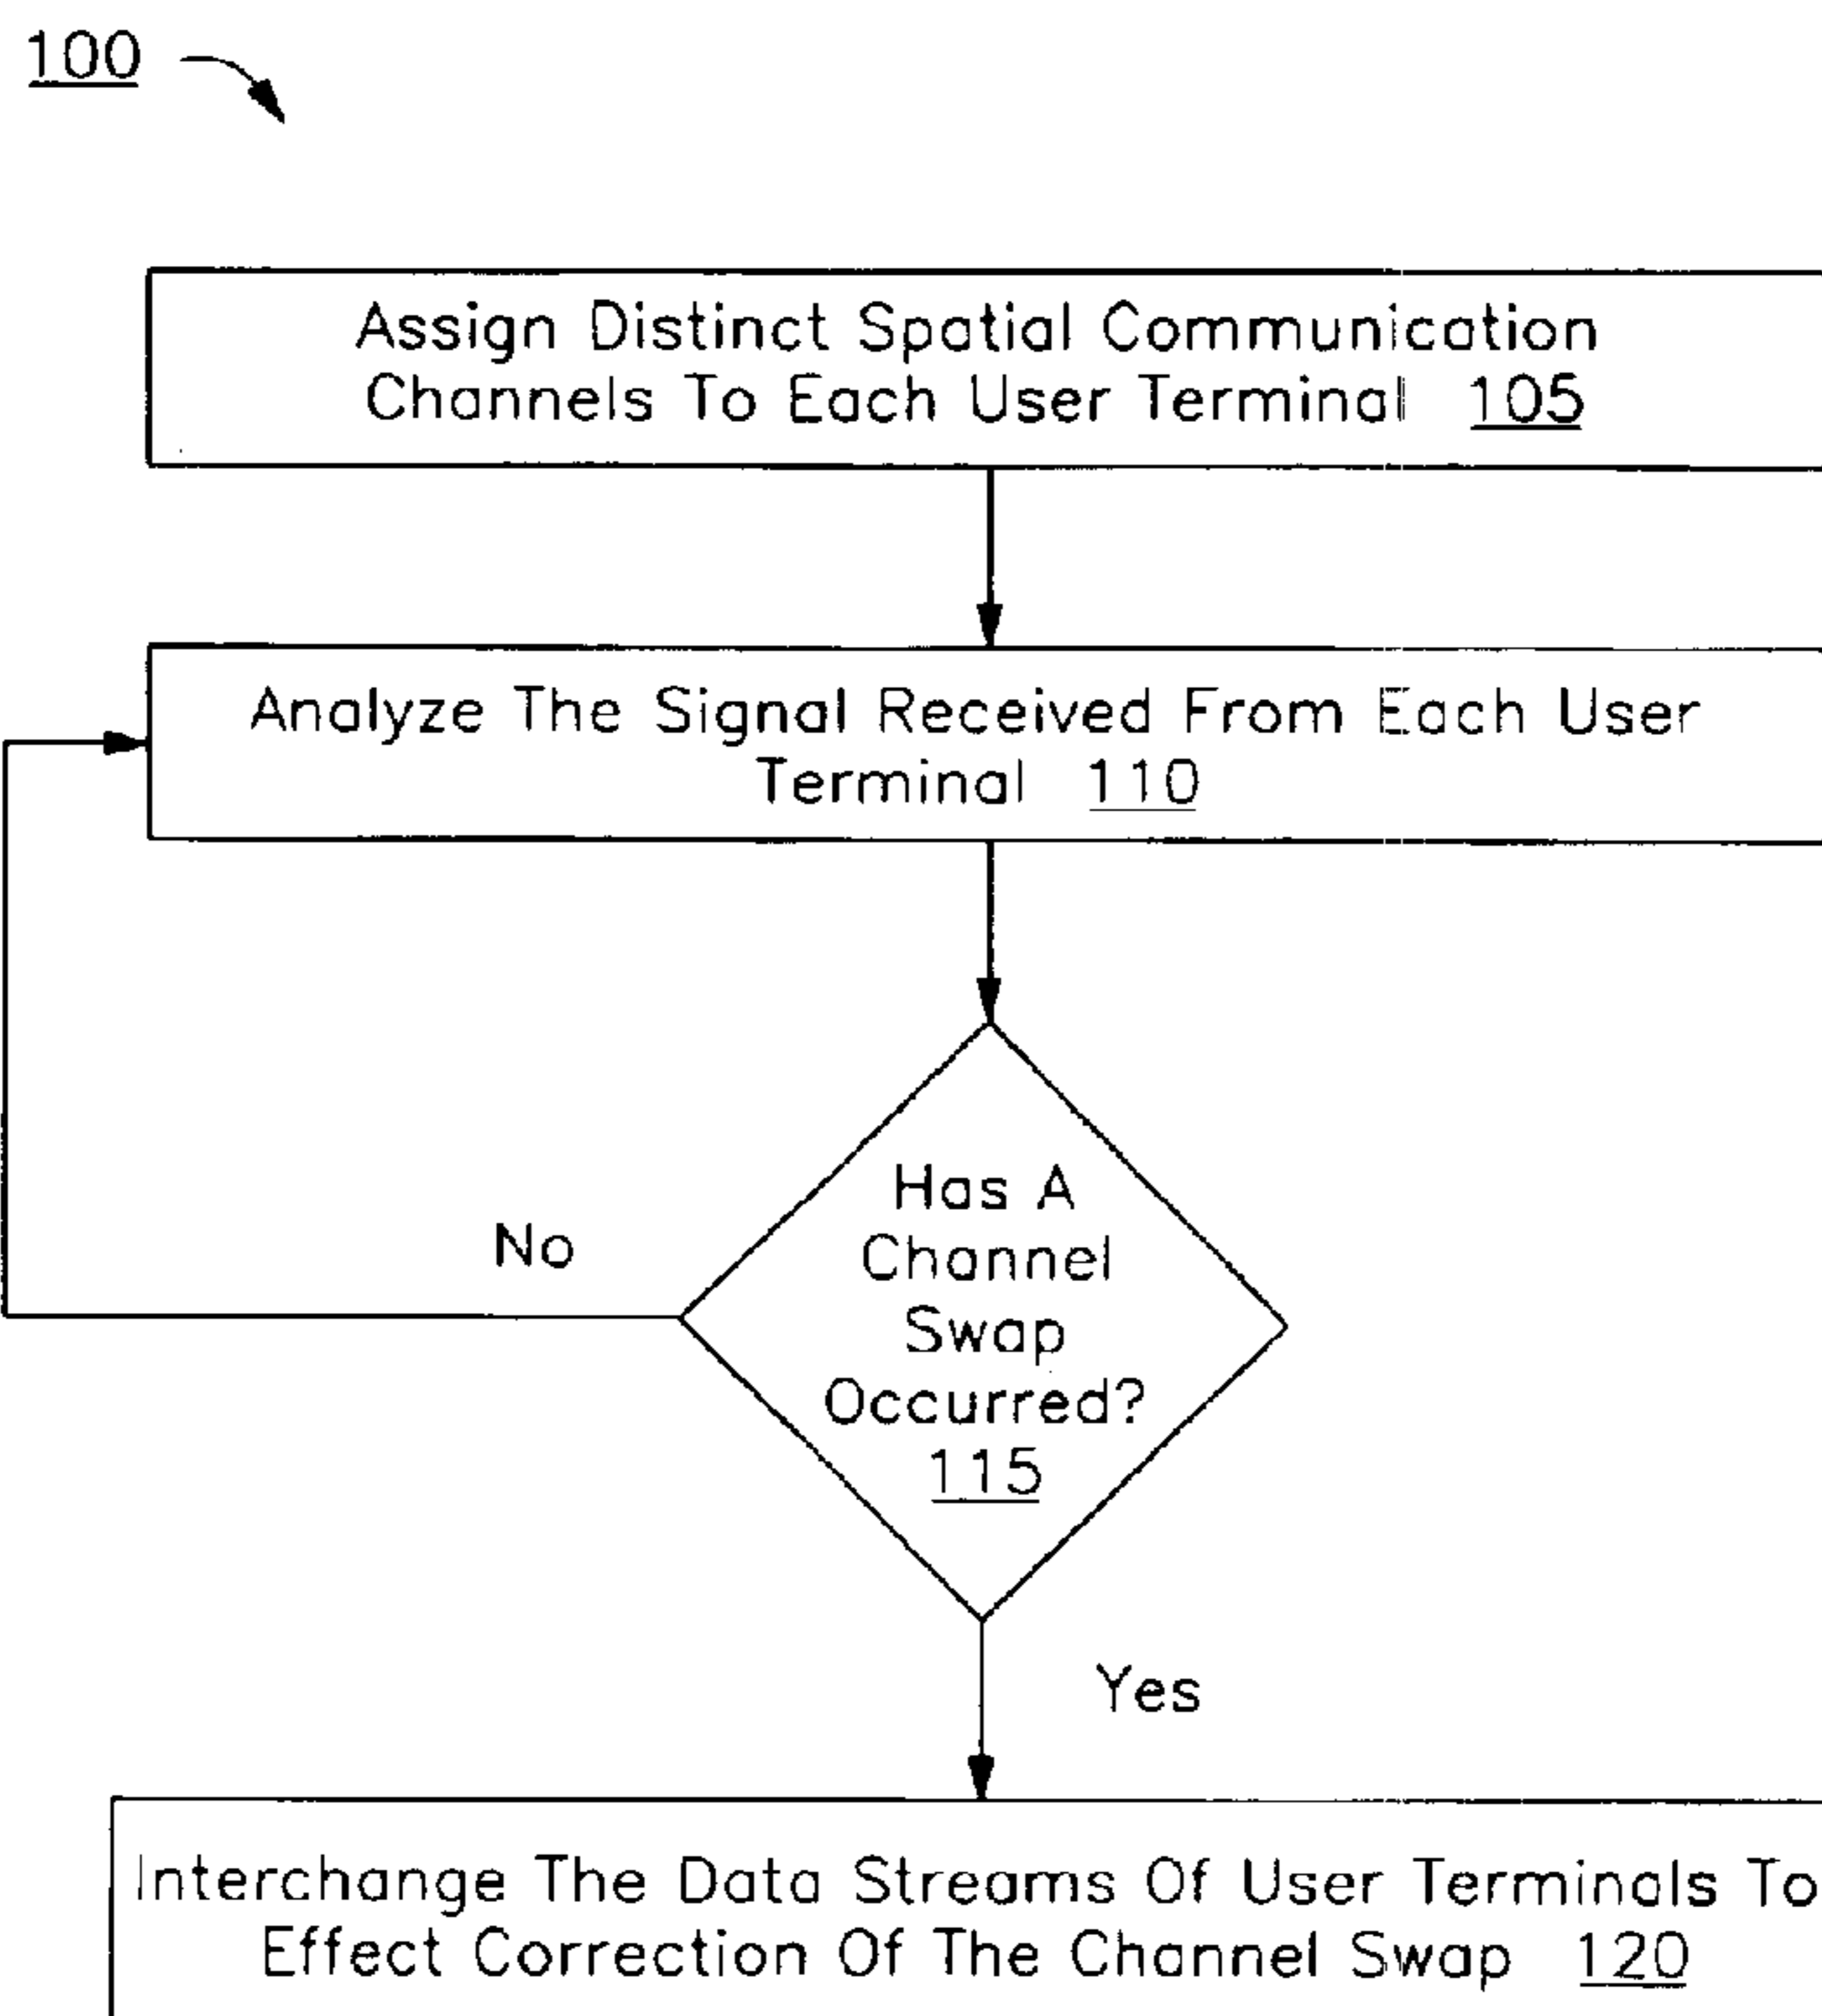 100
Assign Distinct Spatial Communication
Channels To Each User Terminal 105
Analyze The Signal Received From Each User
Terminal 110
Has A
Channel
Swap
Occurred?
115
No
Yes
Interchange The Data Streams Of User Terminals To
Effect Correction Of The Channel Swap 120